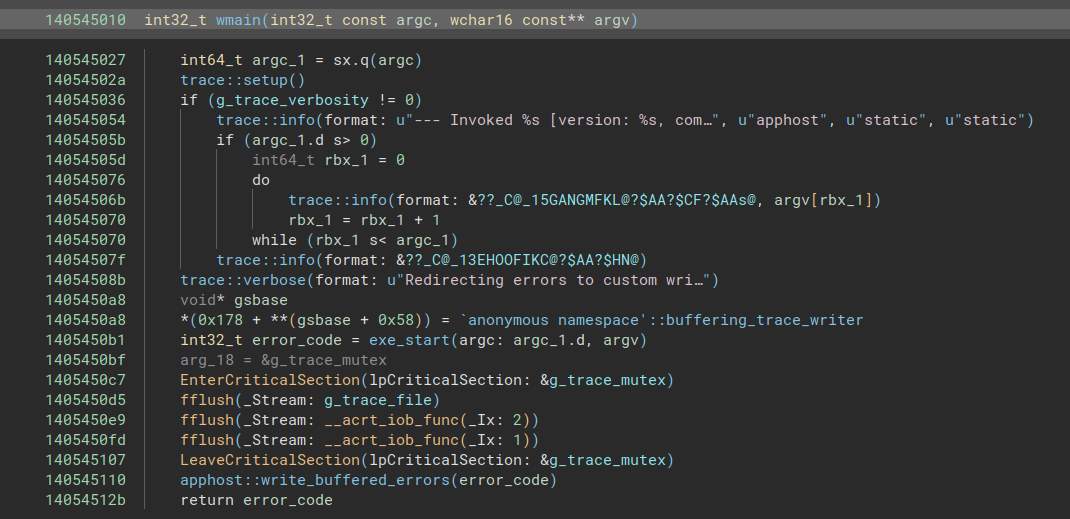 140545010 int32_t wmain(int32_t const argc, wchar16 const** argv)
140545027 int64_t argc_1 = sx.q(argc)
14054502a trace::setup()
140545036 if (g_trace_verbosity != 0)
140545054 trace::info(format: u"--- Invoked %s [version: %s, com…", u"apphost", u"static", u"static")
14054505b if (argc_1.d s> 0)
14054505d int64_t rbx_1 = 0
140545076 do
14054506b trace::info(format: &??_C@_15GANGMFKL@?$AA?$CF?$AAs@, argv[rbx_1])
140545070 rbx_1 = rbx_1 + 1
140545070 while (rbx_1 s< argc_1)
14054507f trace::info(format: &??_C@_13EHOOFIKC@?$AA?$HN@)
14054508b trace::verbose(format: u"Redirecting errors to custom wri…")
1405450a8 void* gsbase
1405450a8 *(0x178 + **(gsbase + 0x58)) = `anonymous namespace'::buffering_trace_writer
1405450b1 int32_t error_code = exe_start(argc: argc_1.d, argv)
1405450bf arg_18 = &g_trace_mutex
1405450c7 EnterCriticalSection(lpCriticalSection: &g_trace_mutex)
1405450d5 fflush(_Stream: g_trace_file)
1405450e9 fflush(_Stream: __acrt_iob_func(_Ix: 2))
1405450fd fflush(_Stream: __acrt_iob_func(_Ix: 1))
140545107 LeaveCriticalSection(lpCriticalSection: &g_trace_mutex)
140545110 apphost::write_buffered_errors(error_code)
14054512b return error_code